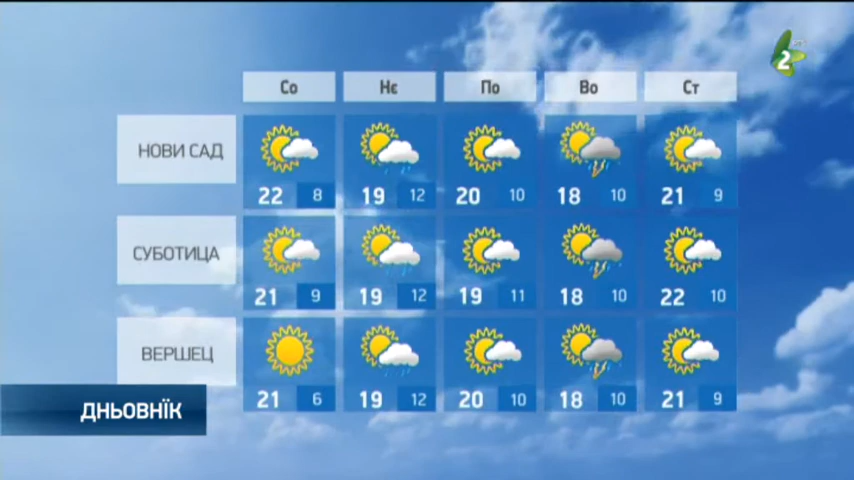 2
Со Нє По Во Ст
НОВИ САД
22 8 19 12 20 10 18 10 21 9
СУБОТИЦА
21 9 19 12 19 11 18 10 22 10
ВЕРШЕЦ
21 6 19 12 20 10 18 10 21 9
ДНЬОВНЇК